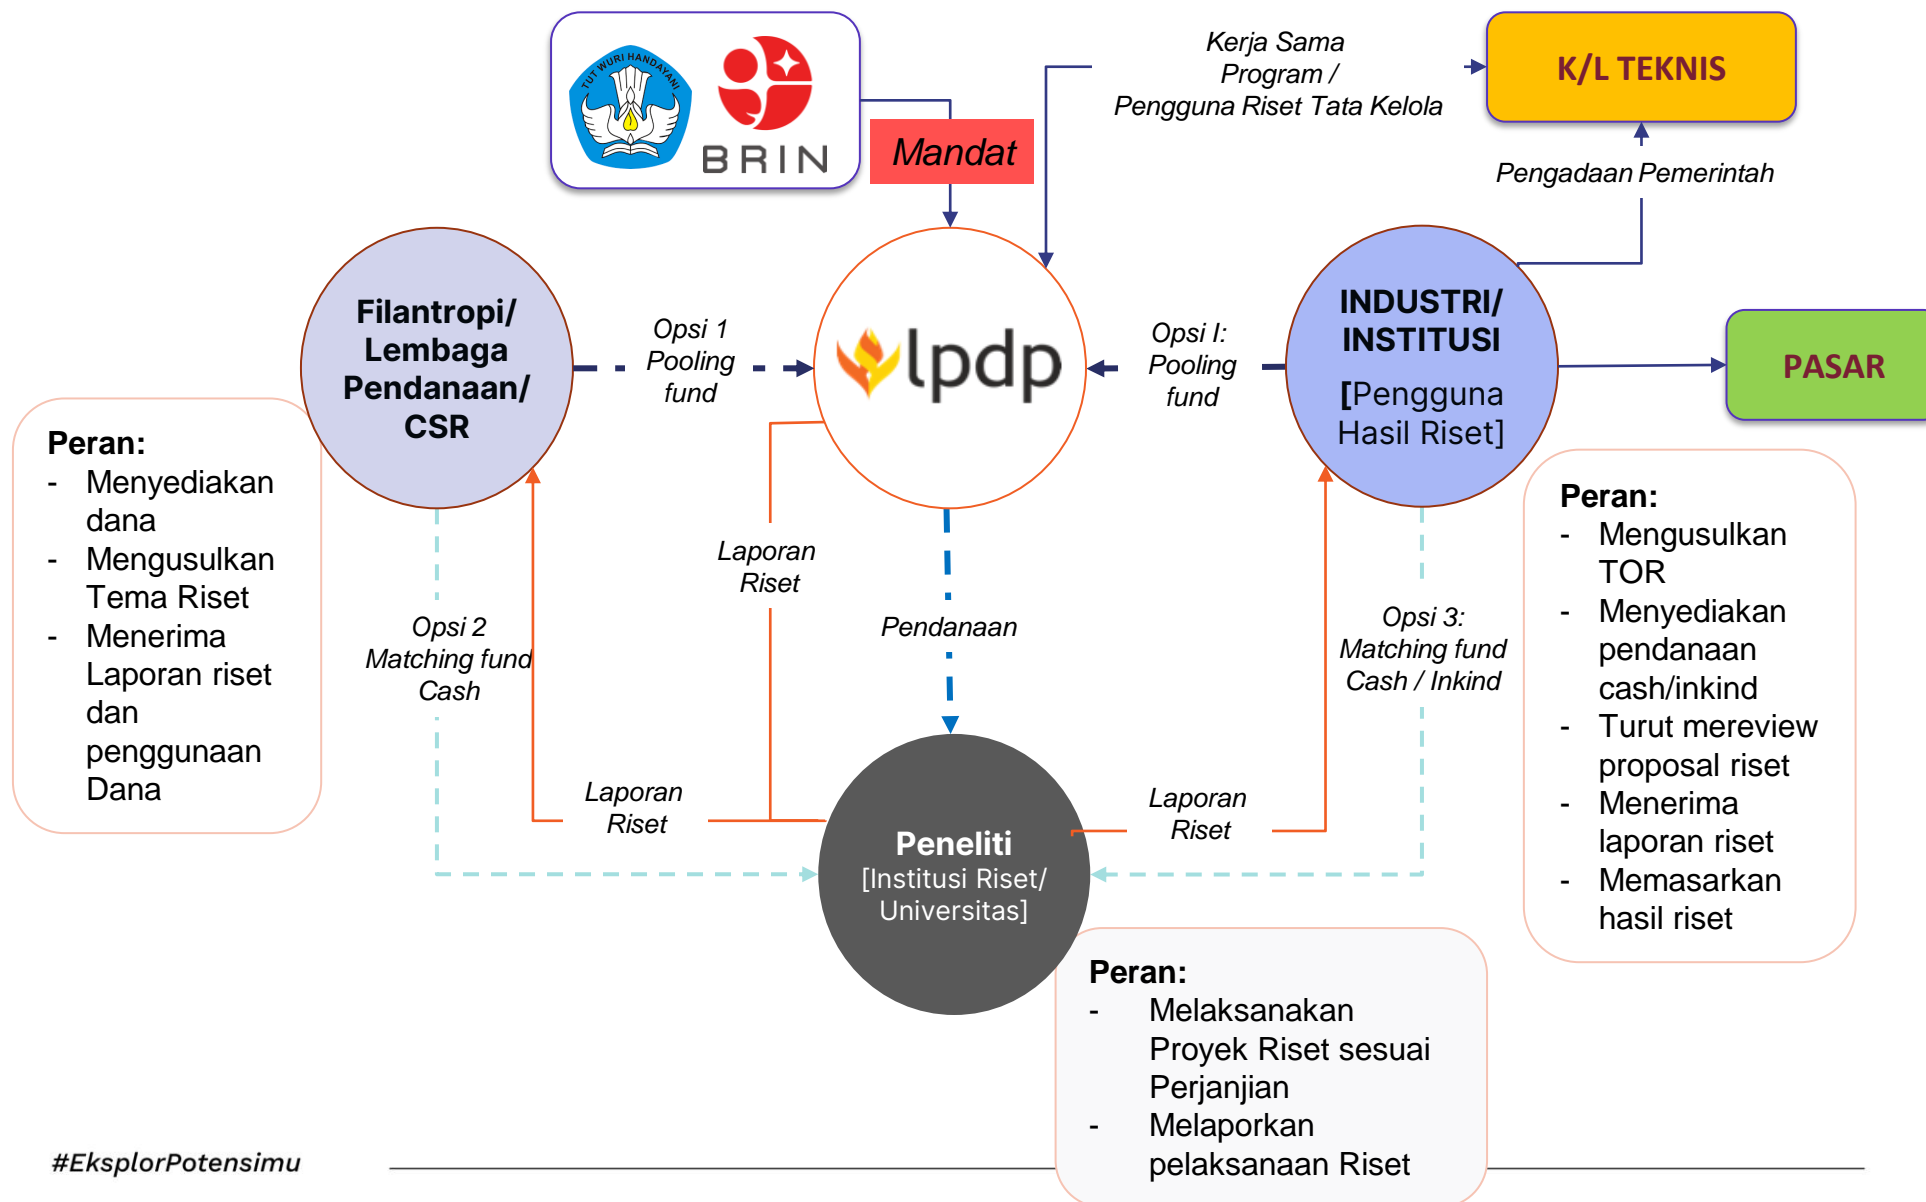 TUT WURI HANDAYANI
BRIN
Mandat
Kerja Sama
Program /
Pengguna Riset Tata Kelola
K/L TEKNIS
Pengadaan Pemerintah
Filantropi/
Lembaga
Pendanaan/
CSR
Opsi 1
Pooling
fund
lpdp
Opsi I:
Pooling
fund
INDUSTRI/
INSTITUSI
[Pengguna
Hasil Riset]
PASAR
Peran:
- Menyediakan
dana
- Mengusulkan
Tema Riset
- Menerima
Laporan riset
dan
penggunaan
Dana
Opsi 2
Matching fund
Cash
Laporan
Riset
Pendanaan
Opsi 3:
Matching fund
Cash / Inkind
Peran:
- Mengusulkan
TOR
- Menyediakan
pendanaan
cash/inkind
- Turut mereview
proposal riset
- Menerima
laporan riset
- Memasarkan
hasil riset
Laporan
Riset
Laporan
Riset
Peneliti
[Institusi Riset/
Universitas]
Peran:
- Melaksanakan
Proyek Riset sesuai
Perjanjian
- Melaporkan
pelaksanaan Riset
#EksplorPotensimu